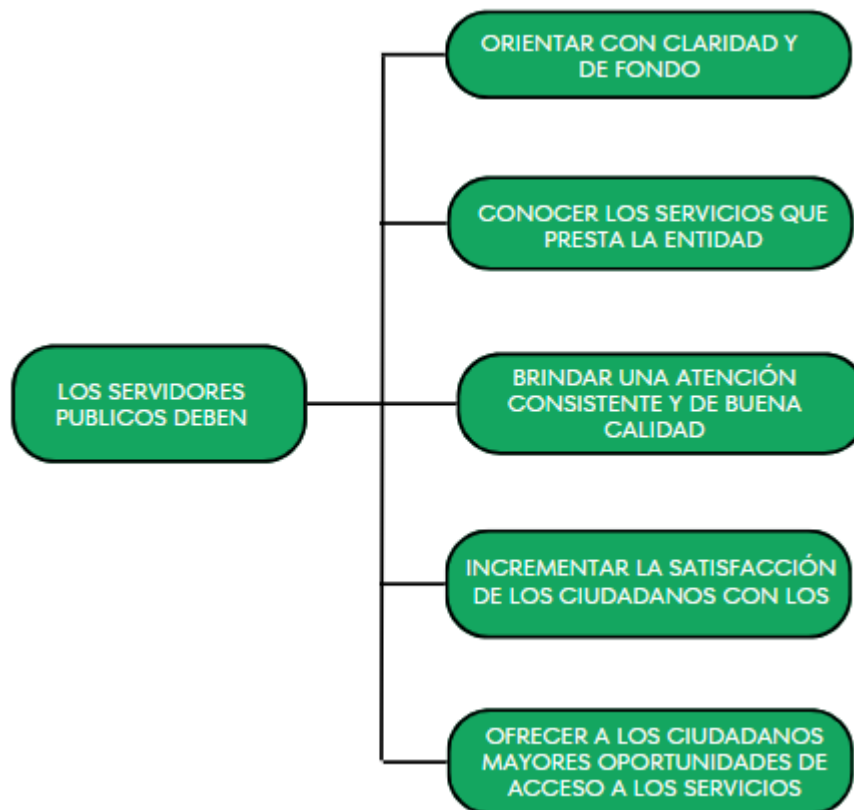 ORIENTAR CON CLARIDAD Y
DE FONDO
CONOCER LOS SERVICIOS QUE
PRESTA LA ENTIDAD
LOS SERVIDORES
PUBLICOS DEBEN
BRINDAR UNA ATENCIÓN
CONSISTENTE Y DE BUENA
CALIDAD
INCREMENTAR LA SATISFACCIÓN
DE LOS CIUDADANOS CON LOS
OFRECER A LOS CIUDADANOS
MAYORES OPORTUNIDADES DE
ACCESO A LOS SERVICIOS